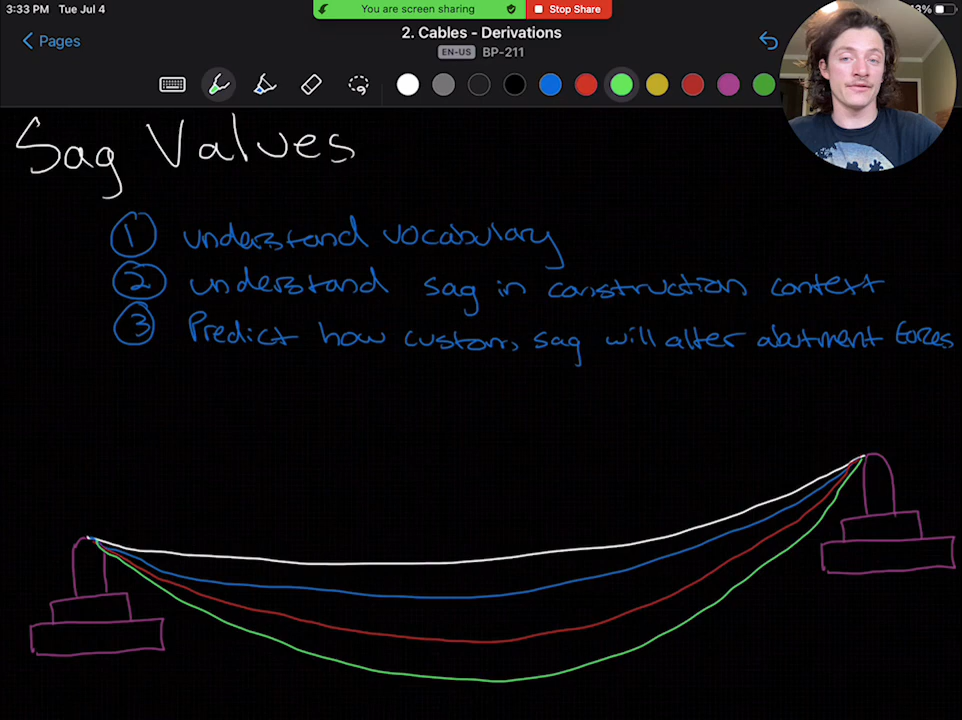 3:33 PM Tue Jul 4
You are screen sharing
Stop Share
3%
Pages
2. Cables - Derivations
EN-US BP-211
Sag Values
① understand vocabulary
② understand sag in construction context
③ Predict how custom sag will alter abutment forces